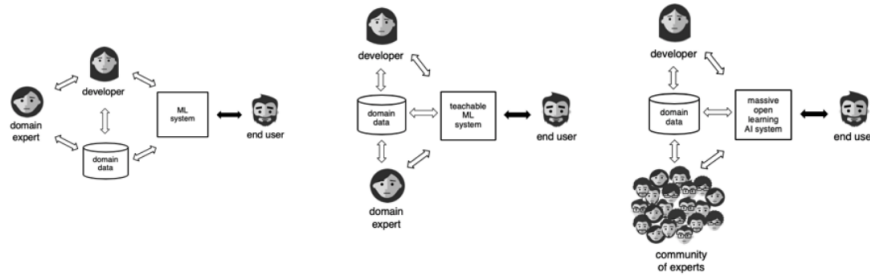 developer
domain
expert
domain
data
ML
system
end user
developer
domain
data
teachable
ML
system
end user
domain
expert
developer
domain
data
massive
open
learning
AI system
end user
community
of experts